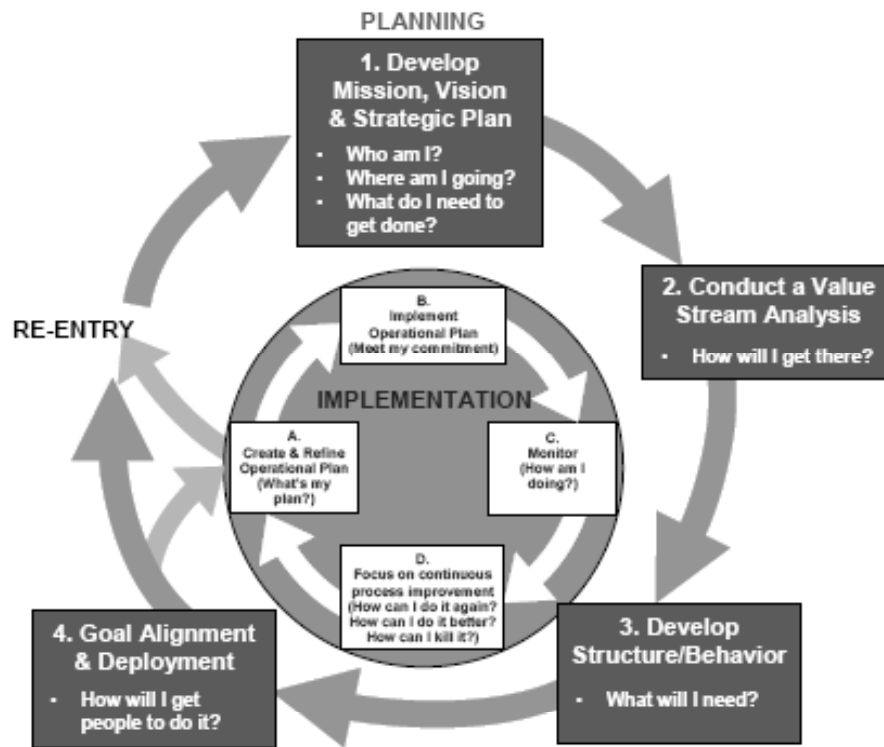 PLANNING
1. Develop
Mission, Vision
& Strategic Plan
▪ Who am I?
▪ Where am I going?
▪ What do I need to
get done?
2. Conduct a Value
Stream Analysis
▪ How will I get there?
RE-ENTRY
B.
Implement
Operational Plan
(Meet my commitment)
IMPLEMENTATION
A.
Create & Refine
Operational Plan
(What's my
plan?)
C.
Monitor
(How am I
doing?)
D.
Focus on continuous
process improvement
(How can I do it again?
How can I do it better?
How can I kill it?)
3. Develop
Structure/Behavior
▪ What will I need?
4. Goal Alignment
& Deployment
▪ How will I get
people to do it?